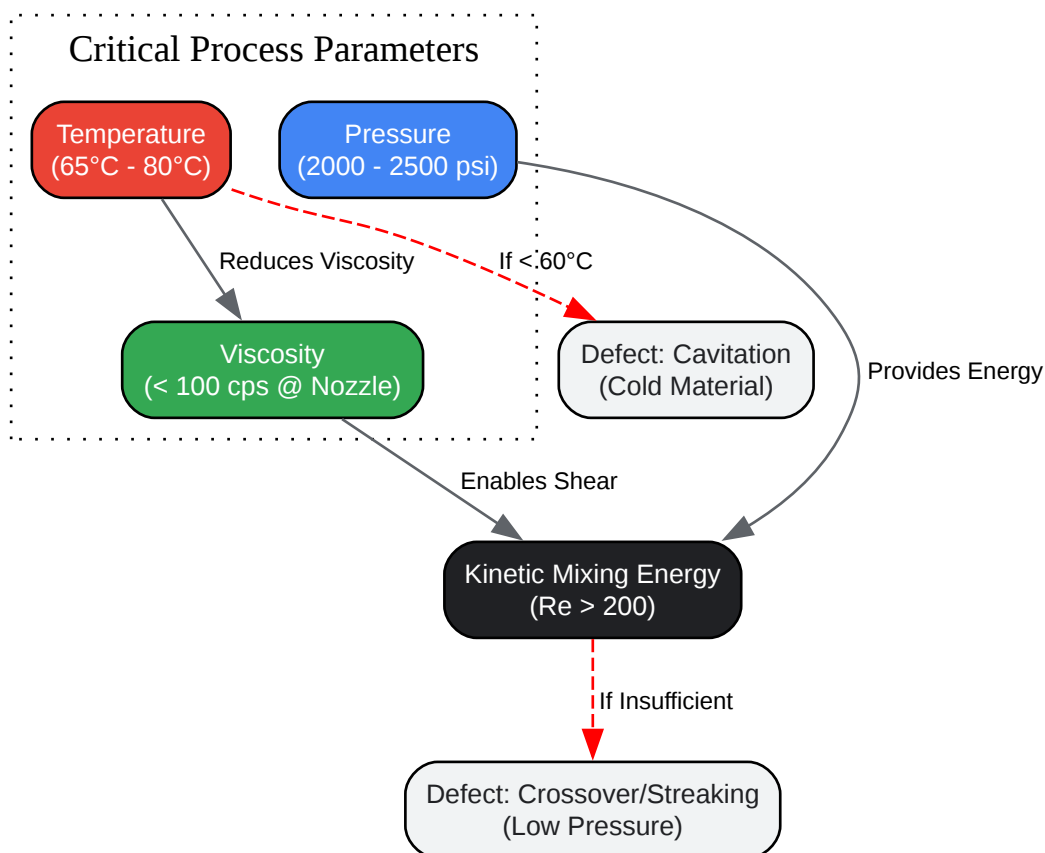 Critical Process Parameters
Temperature
(65°C - 80°C)
Pressure
(2000 - 2500 psi)
Reduces Viscosity
If < 60°C
Viscosity
(< 100 cps @ Nozzle)
Defect: Cavitation
(Cold Material)
Provides Energy
Enables Shear
Kinetic Mixing Energy
(Re > 200)
If Insufficient
Defect: Crossover/Streaking
(Low Pressure)